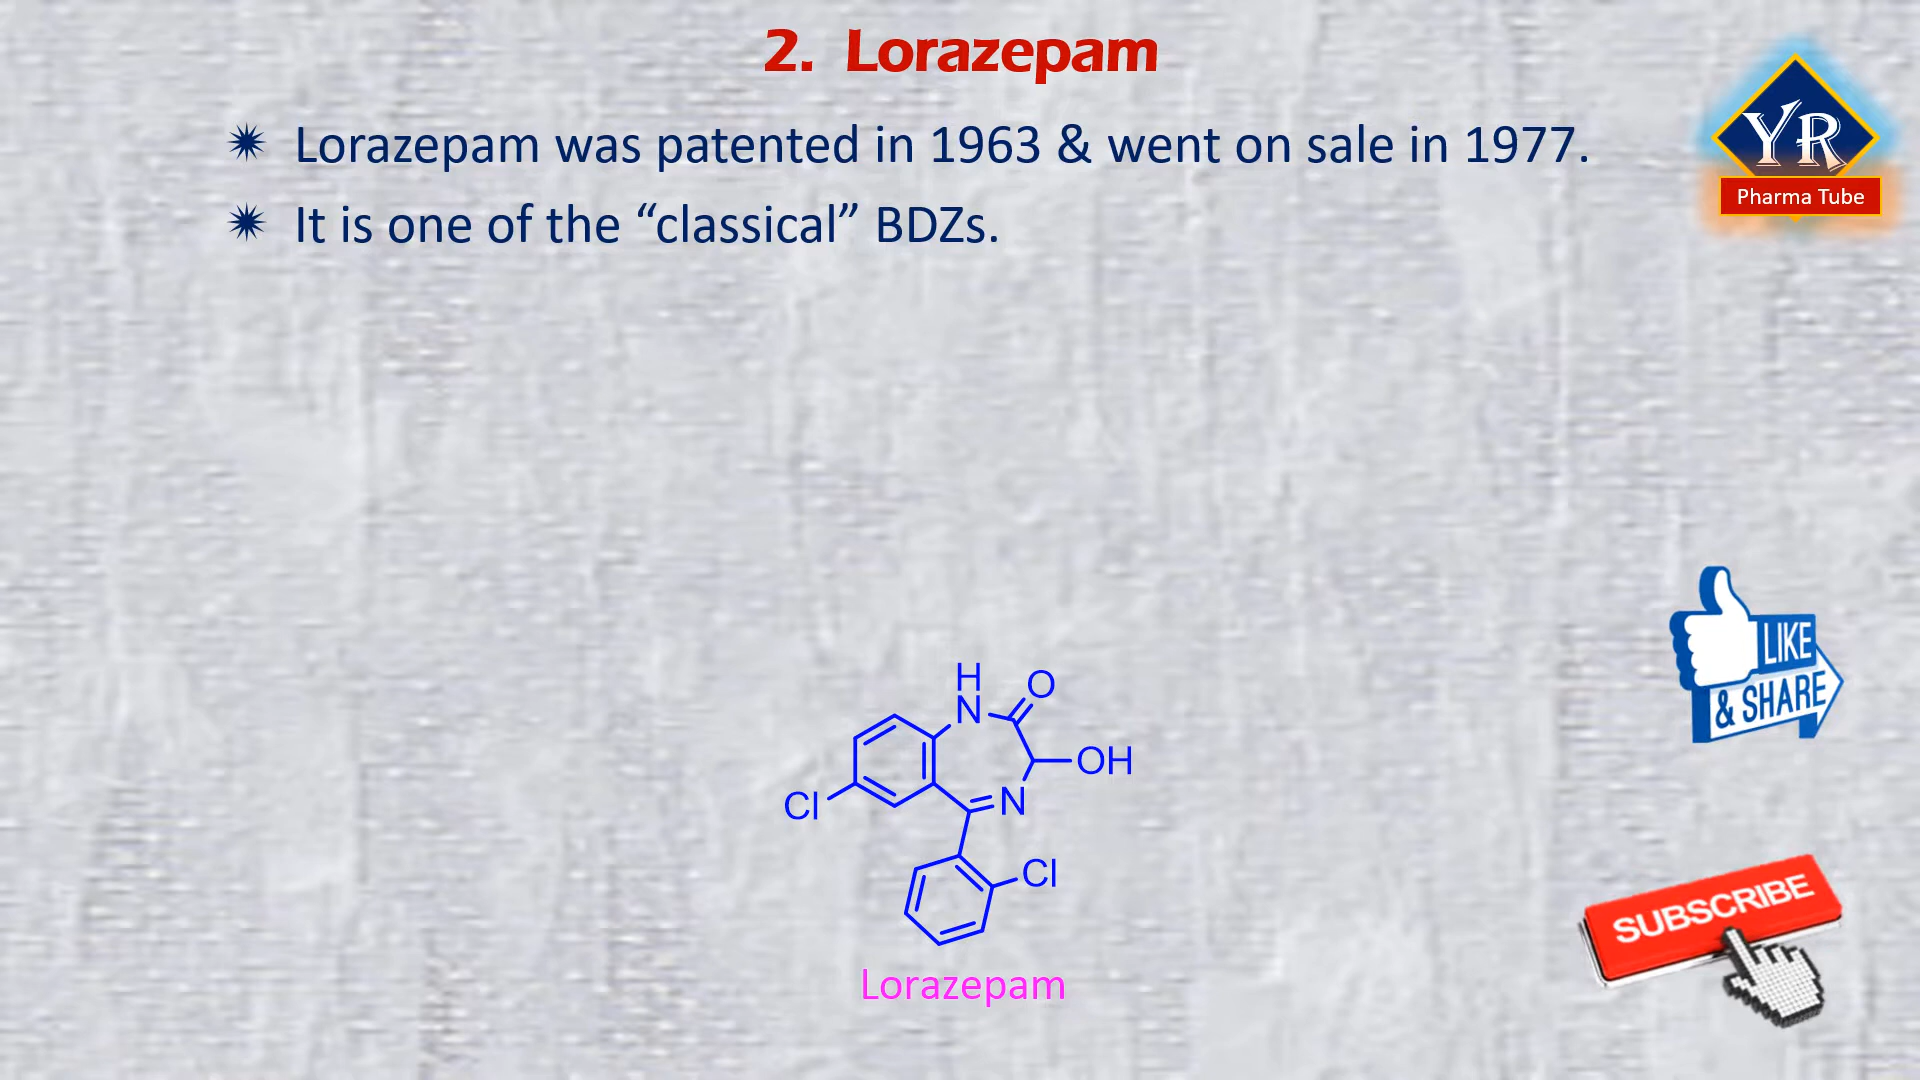 2. Lorazepam
YR
Pharma Tube
✹ Lorazepam was patented in 1963 & went on sale in 1977.
✹ It is one of the “classical” BDZs.
LIKE
& SHARE
H
N
O
OH
N
Cl
Cl
Lorazepam
SUBSCRIBE